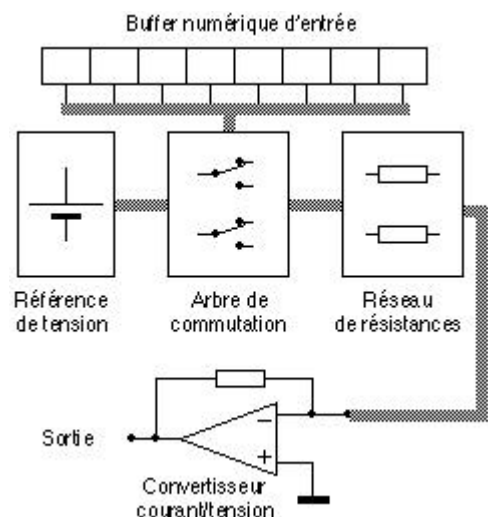 Buffer numérique d'entrée
Référence
de tension
Arbre de
commutation
Réseau
de résistances
Sortie
−
+
Convertisseur
courant/tension